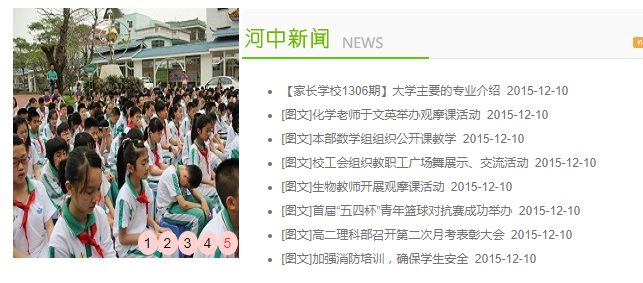 河中新闻 NEWS
【家长学校1306期】大学主要的专业介绍 2015-12-10
[图文]化学老师于文英举办观摩课活动 2015-12-10
[图文]本部数学组组织公开课教学 2015-12-10
[图文]校工会组织教职工广场舞展示、交流活动 2015-12-10
[图文]生物教师开展观摩课活动 2015-12-10
[图文]首届“五四杯”青年篮球对抗赛成功举办 2015-12-10
[图文]高二理科部召开第二次月考表彰大会 2015-12-10
[图文]加强消防培训，确保学生安全 2015-12-10
1 2 3 4 5